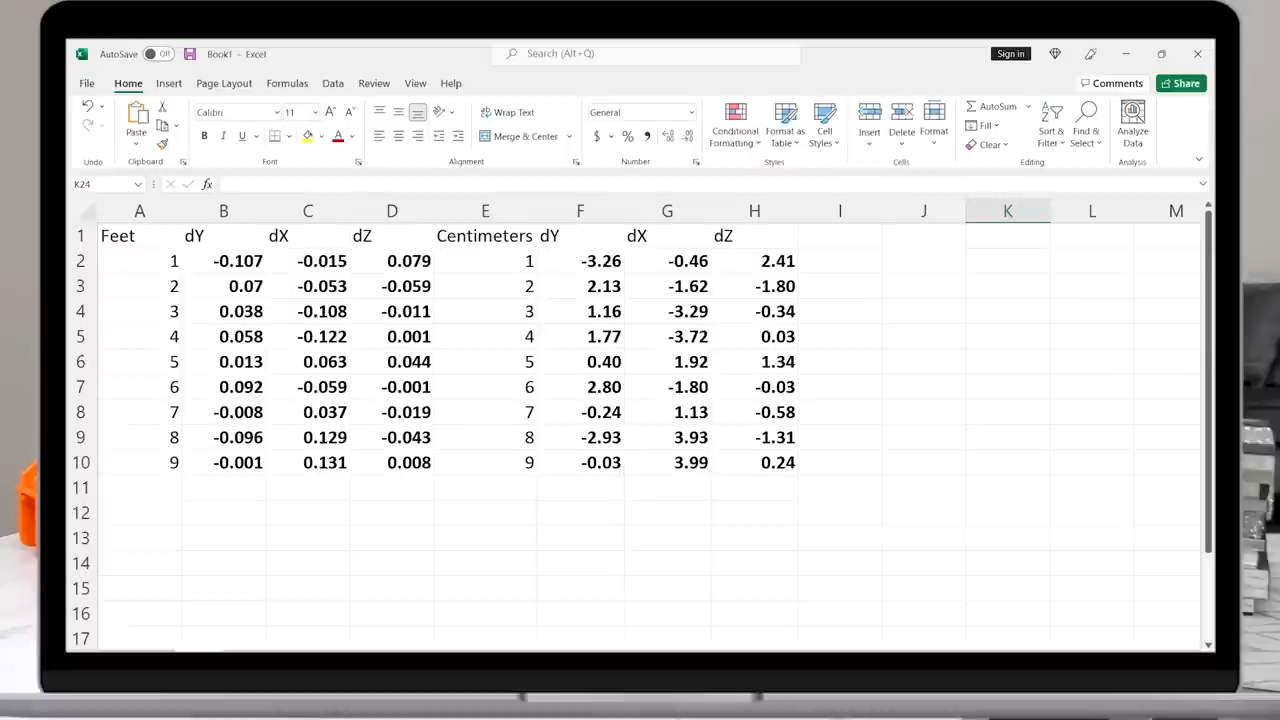 AutoSave Off Book1 - Excel Search (Alt+Q) Sign in
File Home Insert Page Layout Formulas Data Review View Help Comments Share
Calibri 11 A A Wrap Text General AutoSum
Paste B I U Merge & Center $ % Conditional Formatting Format as Table Cell Styles Insert Delete Format Fill Clear Sort & Filter Find & Select Analyze Data
Undo Clipboard Font Alignment Number Styles Cells Editing Analysis
K24 fx
A B C D E F G H I J K L M
1 Feet dY dX dZ Centimeters dY dX dZ
2 1 -0.107 -0.015 0.079 1 -3.26 -0.46 2.41
3 2 0.07 -0.053 -0.059 2 2.13 -1.62 -1.80
4 3 0.038 -0.108 -0.011 3 1.16 -3.29 -0.34
5 4 0.058 -0.122 0.001 4 1.77 -3.72 0.03
6 5 0.013 0.063 0.044 5 0.40 1.92 1.34
7 6 0.092 -0.059 -0.001 6 2.80 -1.80 -0.03
8 7 -0.008 0.037 -0.019 7 -0.24 1.13 -0.58
9 8 -0.096 0.129 -0.043 8 -2.93 3.93 -1.31
10 9 -0.001 0.131 0.008 9 -0.03 3.99 0.24
11
12
13
14
15
16
17